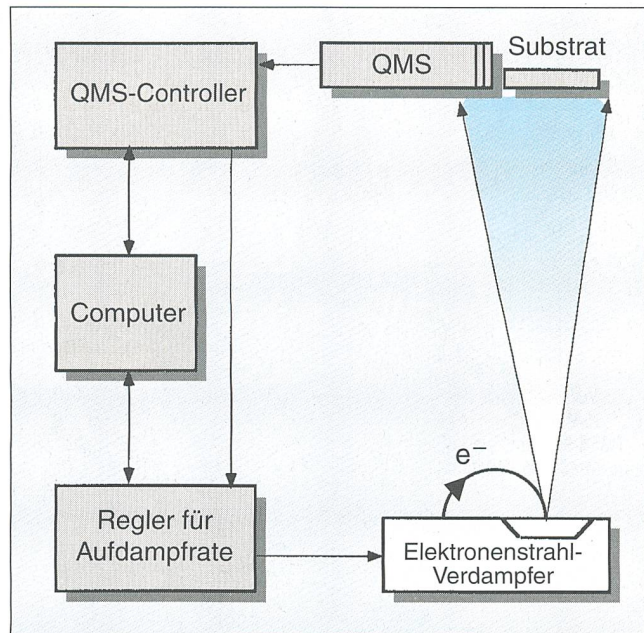 QMS-Controller
QMS
Substrat
Computer
e⁻
Regler für
Aufdampfrate
Elektronenstrahl-
Verdampfer